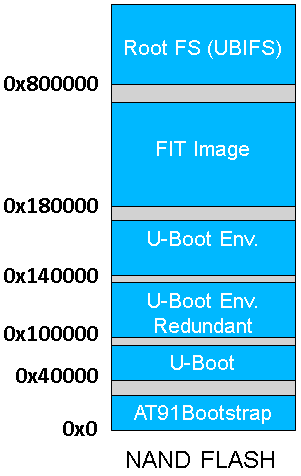 Root FS (UBIFS)
0x800000
FIT Image
0x180000
U-Boot Env.
0x140000
U-Boot Env.
Redundant
0x100000
U-Boot
0x40000
AT91Bootstrap
0x0
NAND FLASH